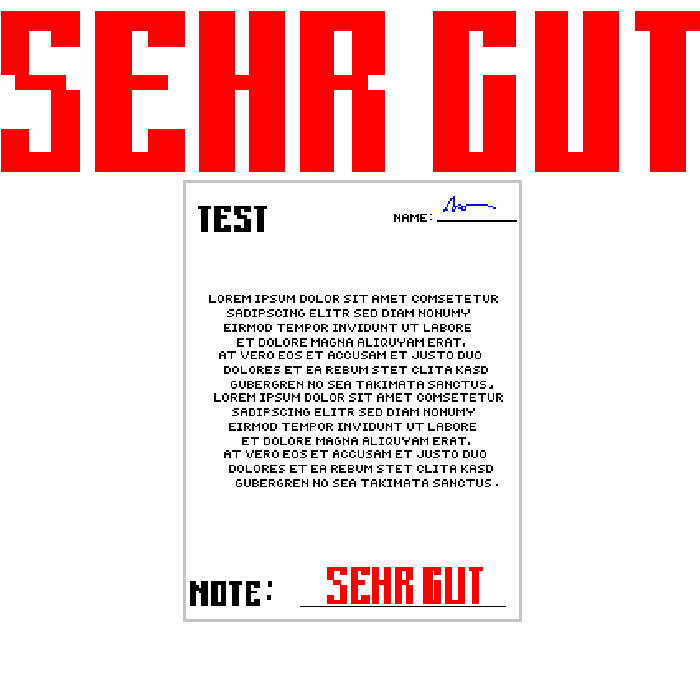 SEHR GUT
TEST
NAME:
LOREM IPSUM DOLOR SIT AMET COMSETETUR
SADIPSCING ELITR SED DIAM NONUMY
EIRMOD TEMPOR INVIDUNT UT LABORE
ET DOLORE MAGNA ALIQUYAM ERAT.
AT VERO EOS ET ACCUSAM ET JUSTO DUO
DOLORES ET EA REBUM STET CLITA KASD
GUBERGREN NO SEA TAKIMATA SANCTUS.
LOREM IPSUM DOLOR SIT AMET COMSETETUR
SADIPSCING ELITR SED DIAM NONUMY
EIRMOD TEMPOR INVIDUNT UT LABORE
ET DOLORE MAGNA ALIQUYAM ERAT.
AT VERO EOS ET ACCUSAM ET JUSTO DUO
DOLORES ET EA REBUM STET CLITA KASD
GUBERGREN NO SEA TAKIMATA SANCTUS.
NOTE: SEHR GUT